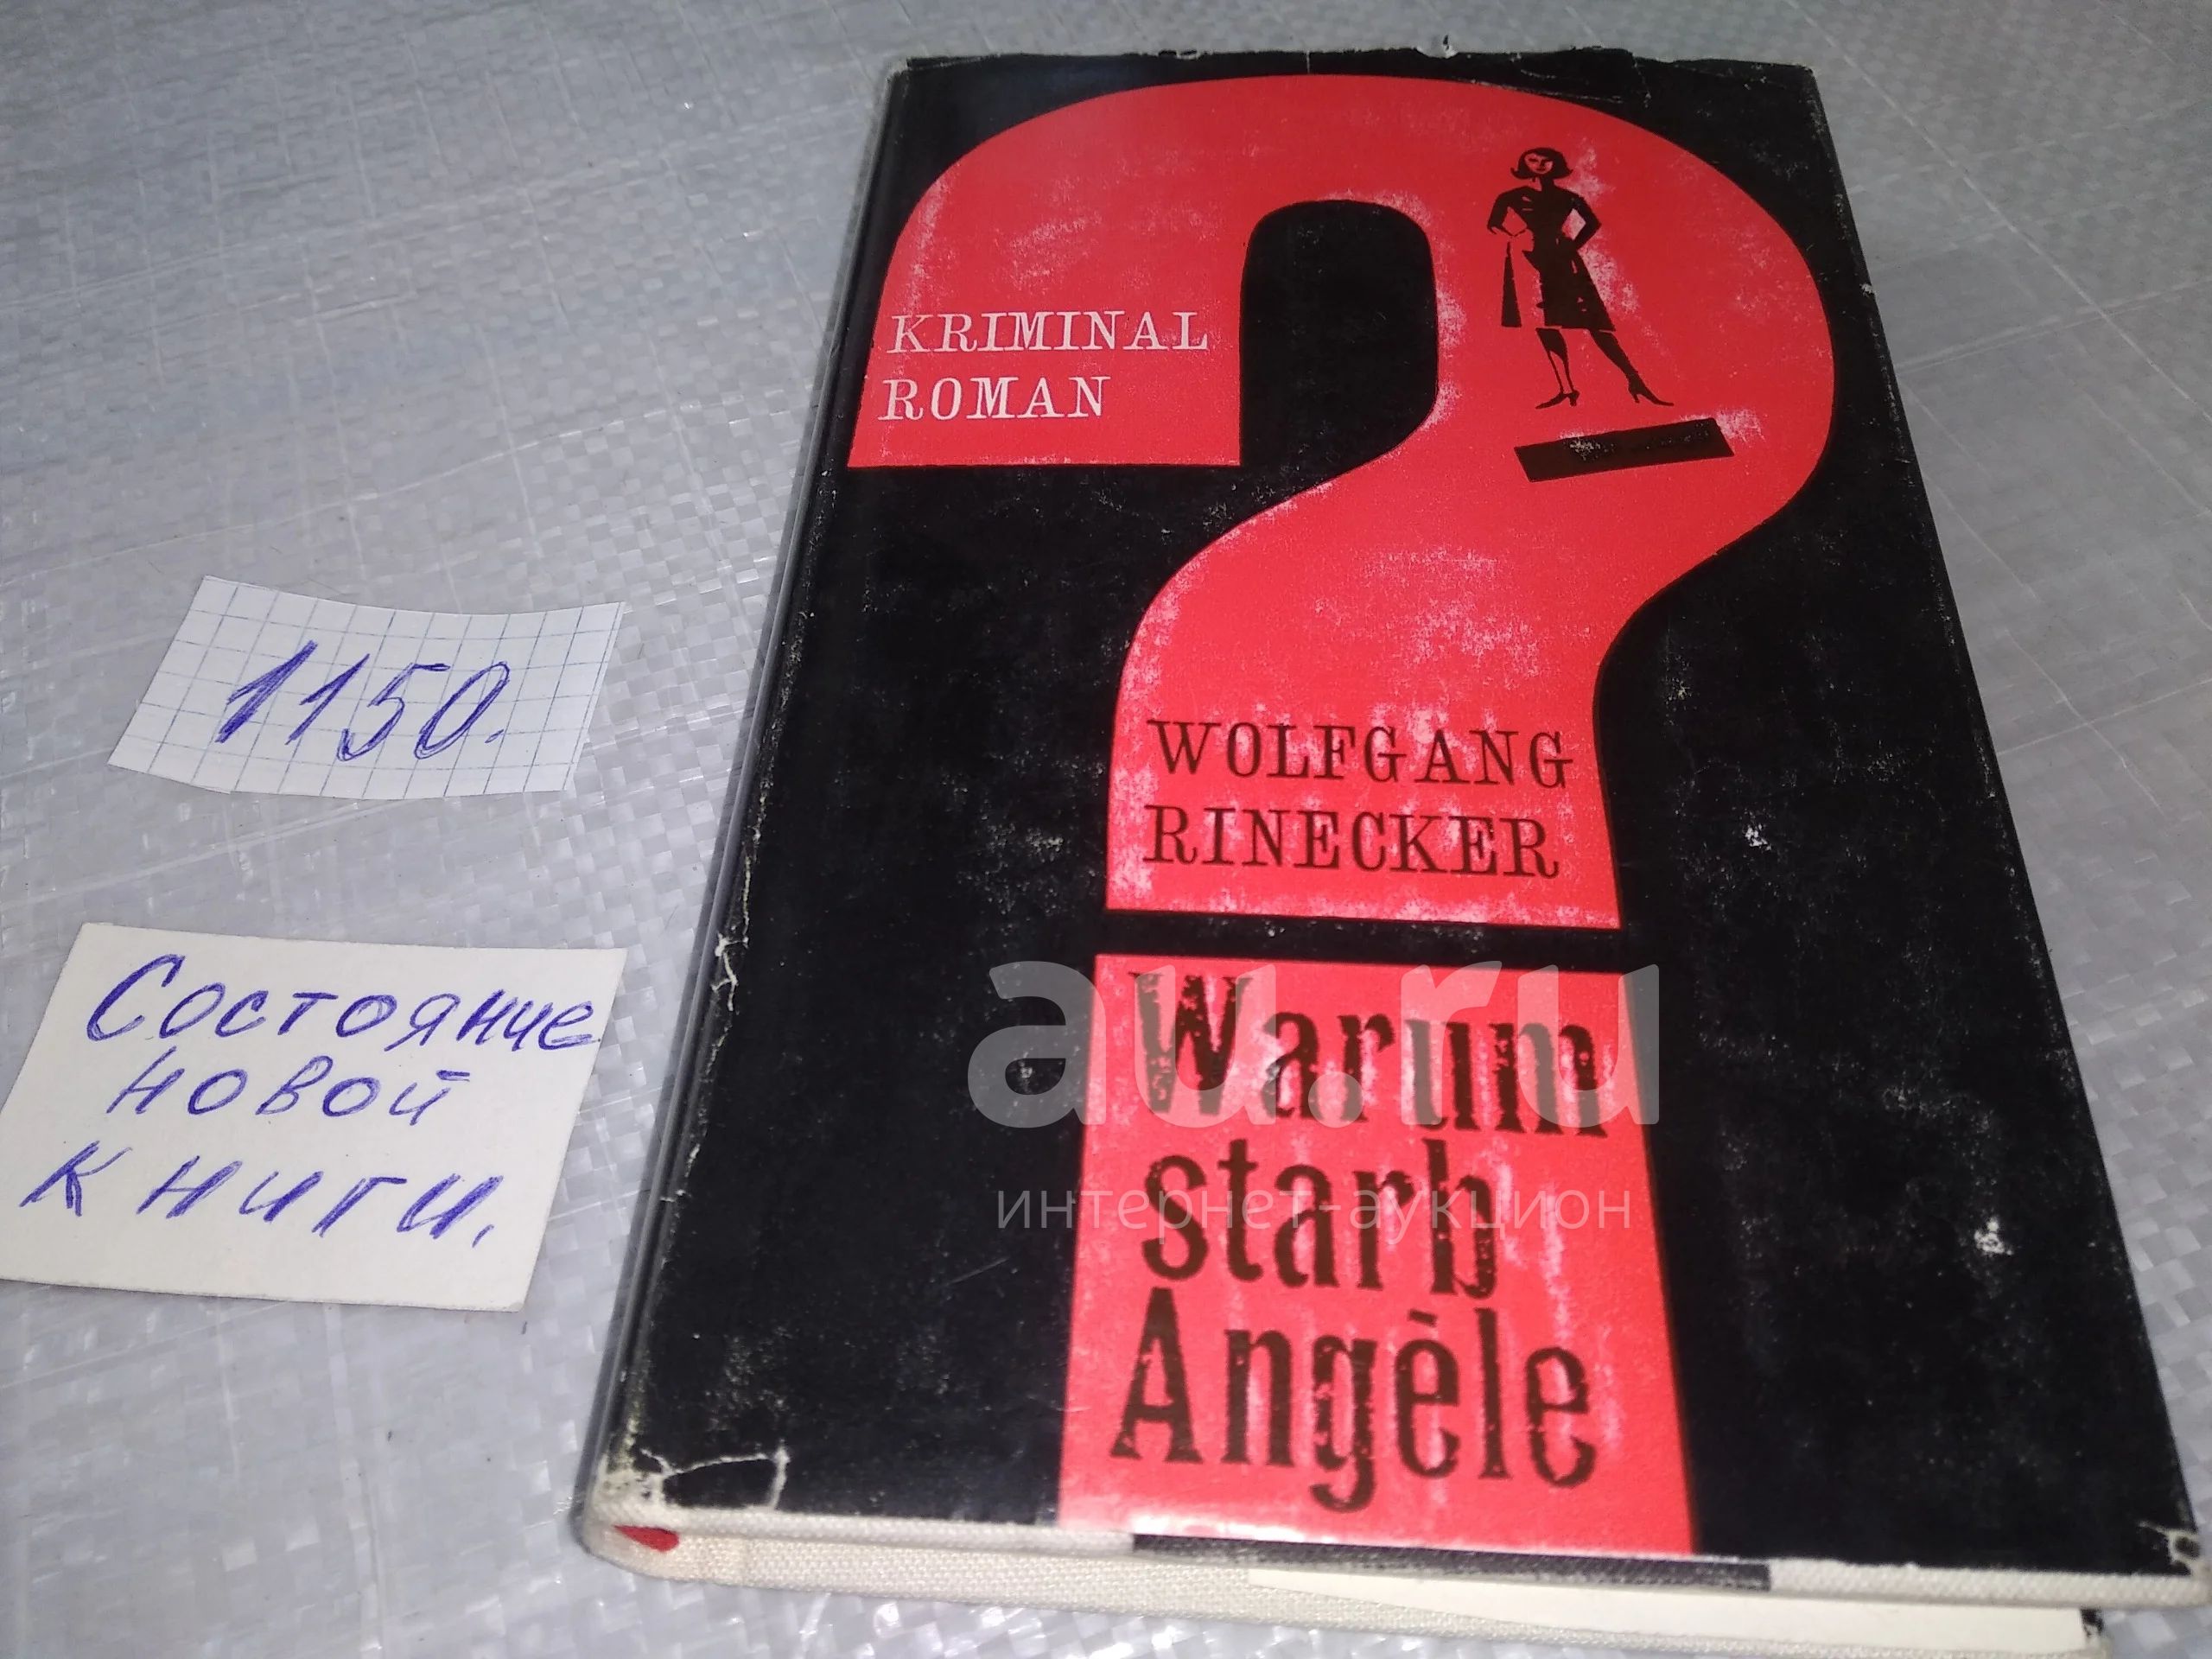 KRIMINAL
ROMAN
WOLFGANG
RINECKER
Warum
starb
Angèle
1150.
Состояние
новой
книги.
au.ru
интернет-аукцион